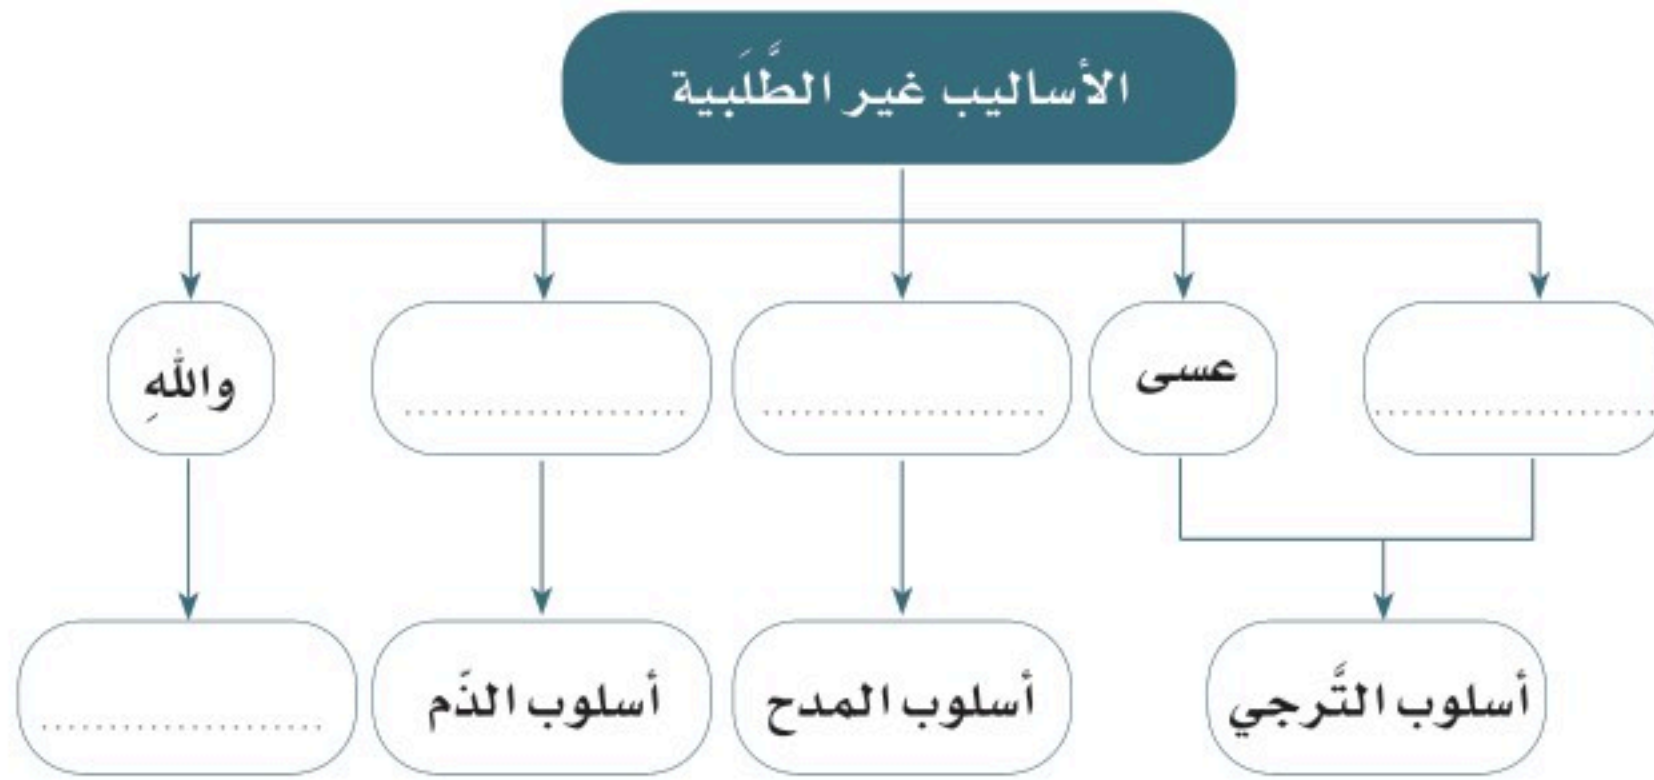 الأساليب غير الطَّلَبية
عسى
واللهِ
أسلوب التَّرجي
أسلوب المدح
أسلوب الذَم